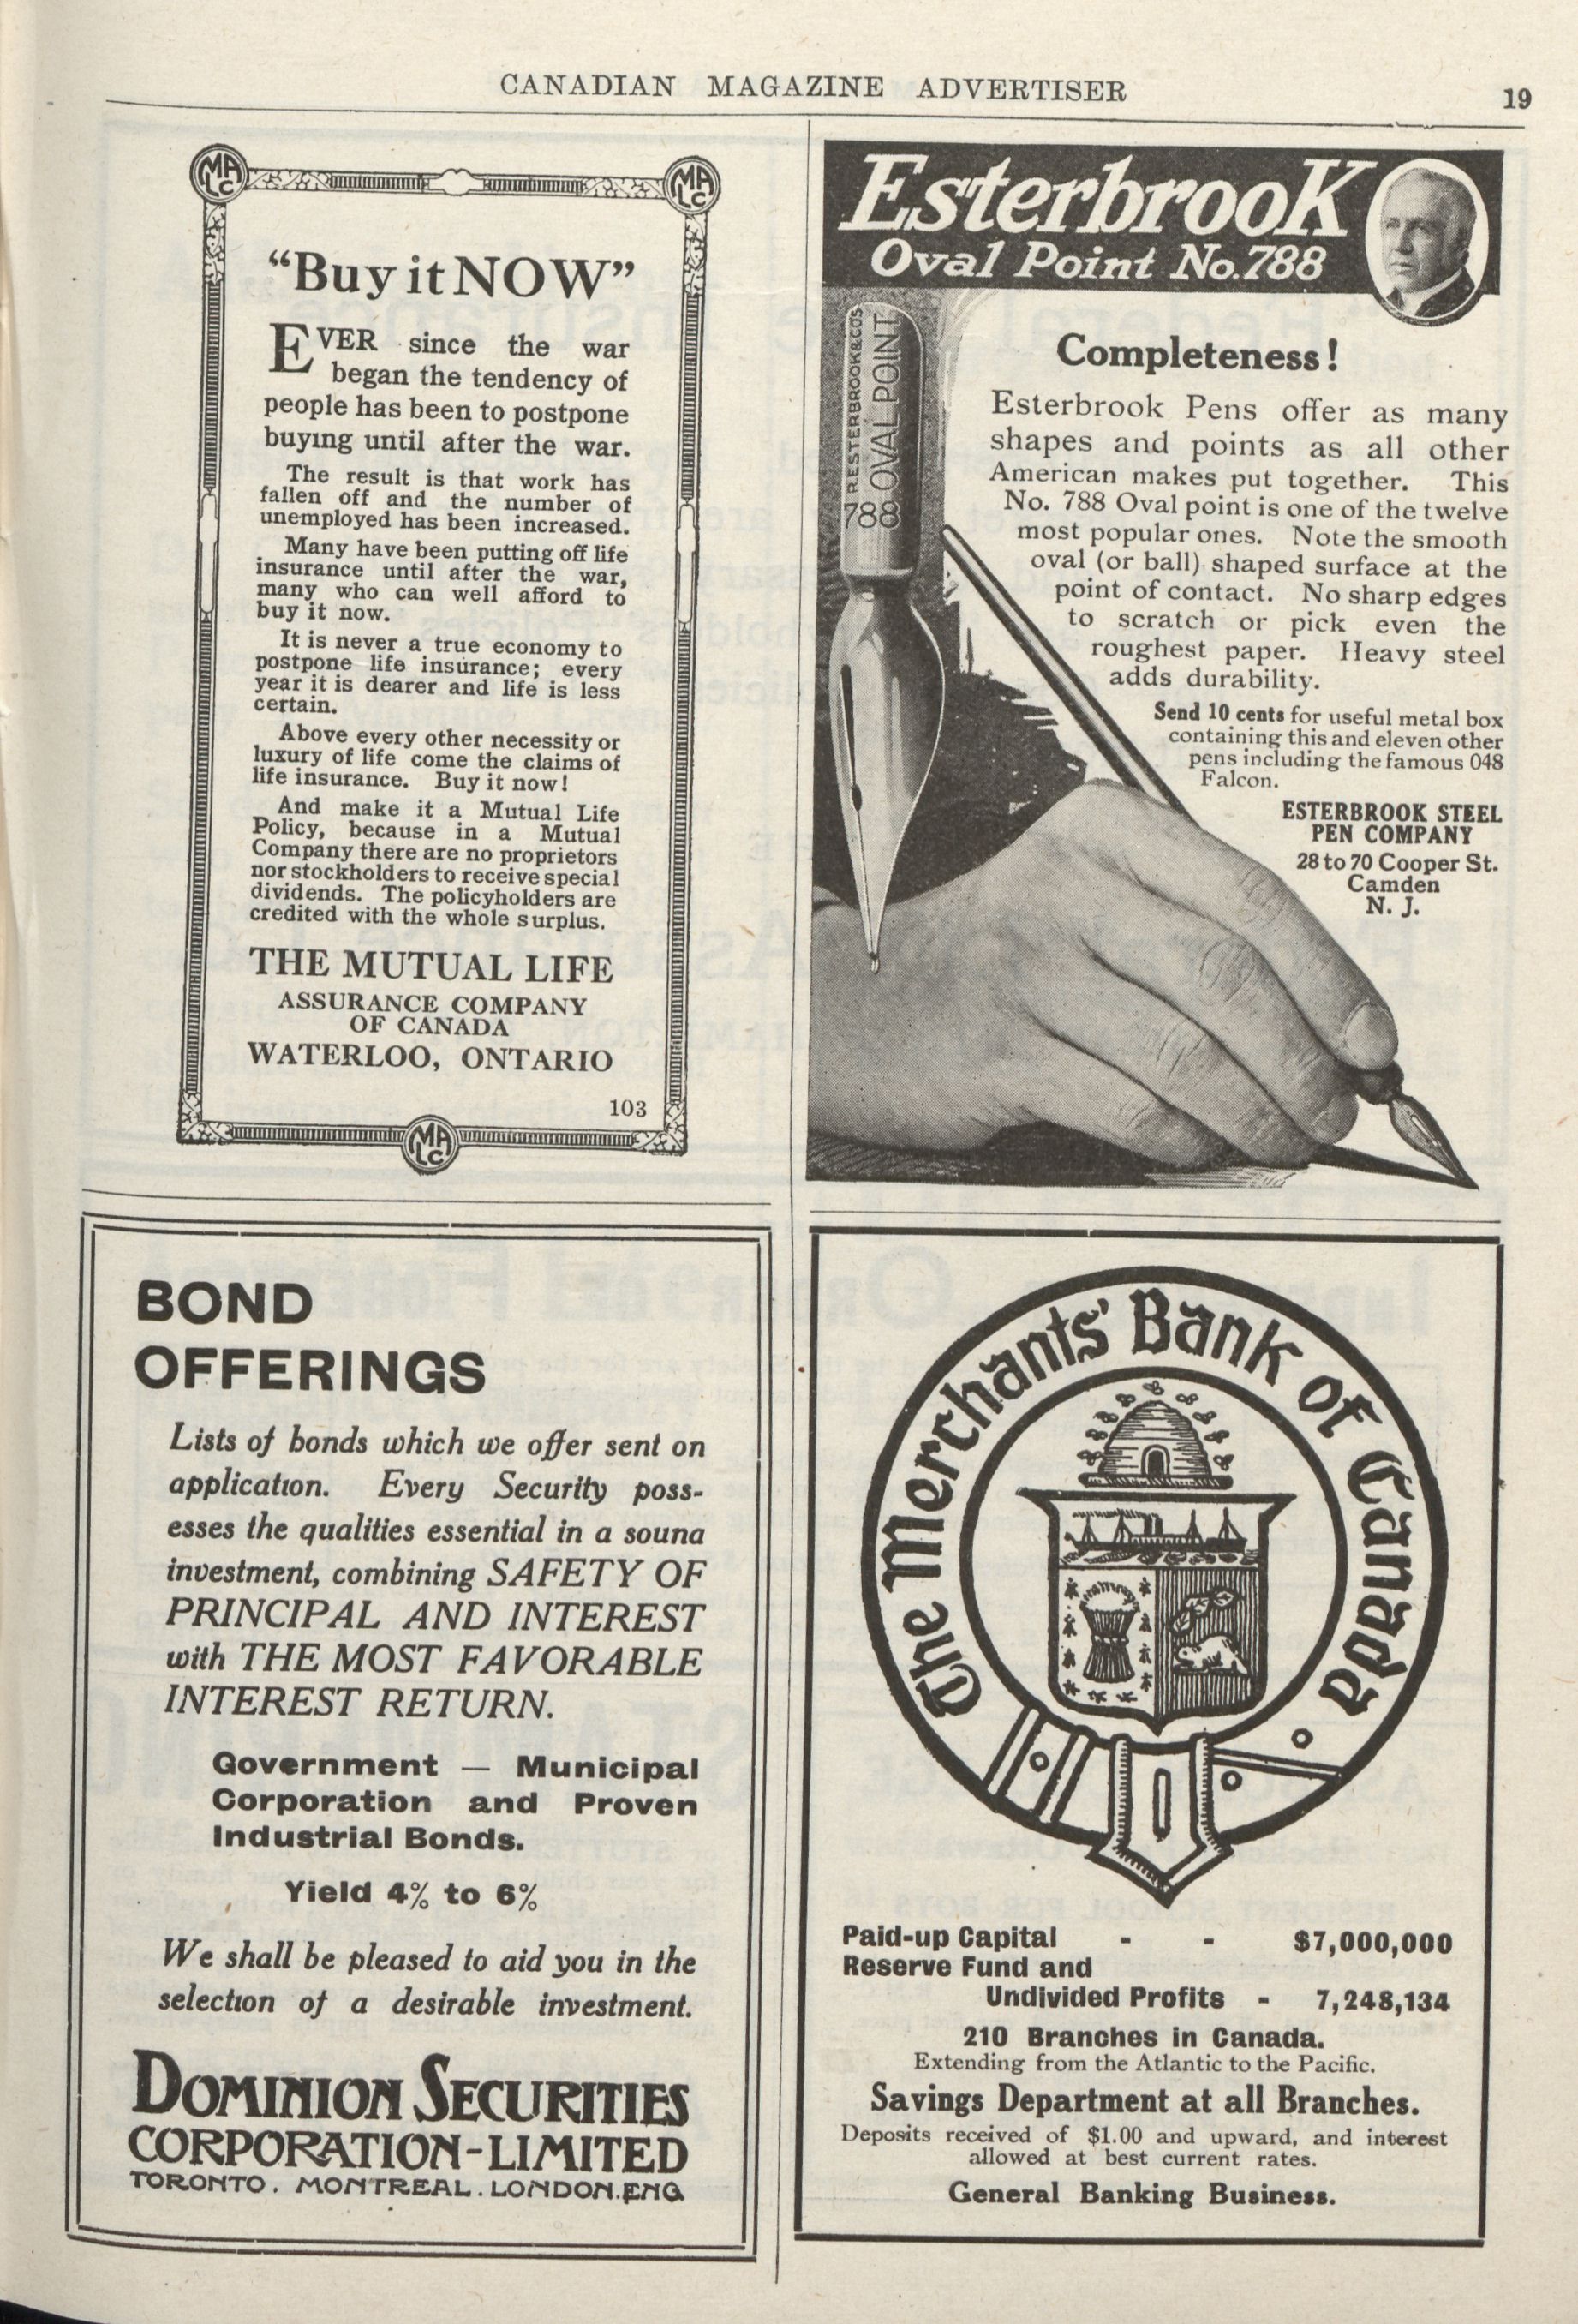 CANADIAN MAGAZINE ADVERTISER
19
MALC
MALC
"Buy it NOW"
EVER since the war
began the tendency of
people has been to postpone
buying until after the war.
The result is that work has
fallen off and the number of
unemployed has been increased.
Many have been putting off life
insurance until after the war,
many who can well afford to
buy it now.
It is never a true economy to
postpone life insurance; every
year it is dearer and life is less
certain.
Above every other necessity or
luxury of life come the claims of
life insurance. Buy it now!
And make it a Mutual Life
Policy, because in a Mutual
Company there are no proprietors
nor stockholders to receive special
dividends. The policyholders are
credited with the whole surplus.
THE MUTUAL LIFE
ASSURANCE COMPANY
OF CANADA
WATERLOO, ONTARIO
103
MALC
Esterbrook
Oval Point No.788
R.ESTERBROOK&CO'S
788 OVAL POINT
Completeness!
Esterbrook Pens offer as many
shapes and points as all other
American makes put together. This
No. 788 Oval point is one of the twelve
most popular ones. Note the smooth
oval (or ball) shaped surface at the
point of contact. No sharp edges
to scratch or pick even the
roughest paper. Heavy steel
adds durability.
Send 10 cents for useful metal box
containing this and eleven other
pens including the famous 048
Falcon.
ESTERBROOK STEEL
PEN COMPANY
28 to 70 Cooper St.
Camden
N. J.
BOND
OFFERINGS
Lists of bonds which we offer sent on
application. Every Security poss-
esses the qualities essential in a souna
investment, combining SAFETY OF
PRINCIPAL AND INTEREST
with THE MOST FAVORABLE
INTEREST RETURN.
Government — Municipal
Corporation and Proven
Industrial Bonds.
Yield 4% to 6%
We shall be pleased to aid you in the
selection of a desirable investment.
DOMINION SECURITIES
CORPORATION-LIMITED
TORONTO. MONTREAL. LONDON.ENG
The Merchants' Bank of Canada
Paid-up Capital - - $7,000,000
Reserve Fund and
Undivided Profits - 7,248,134
210 Branches in Canada.
Extending from the Atlantic to the Pacific.
Savings Department at all Branches.
Deposits received of $1.00 and upward, and interest
allowed at best current rates.
General Banking Business.